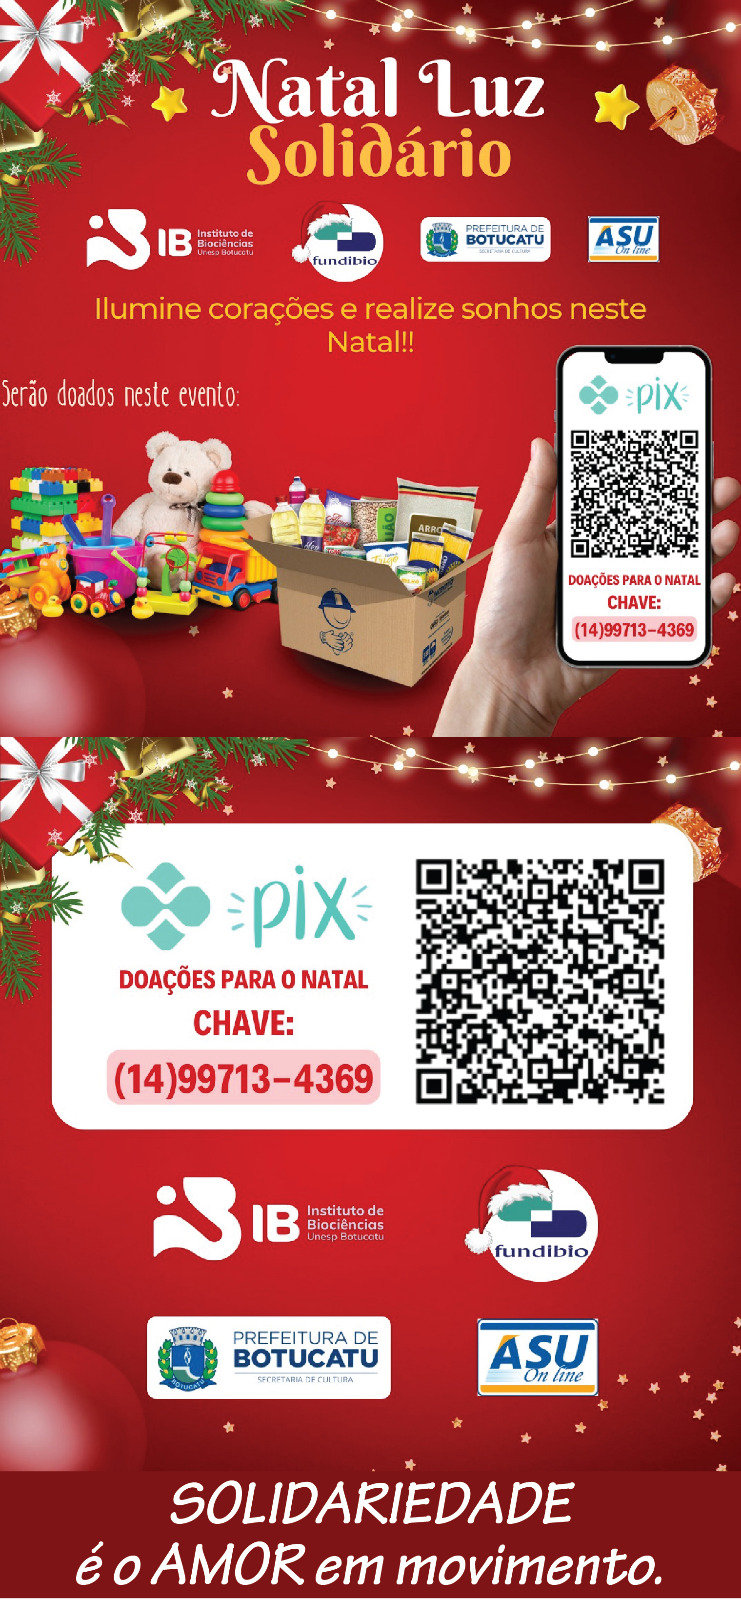 Natal Luz
Solidário
IB Instituto de
Biociências
Unesp Botucatu
fundibio
PREFEITURA DE
BOTUCATU
SECRETARIA DE CULTURA
ASU
On line
Ilumine corações e realize sonhos neste
Natal!!
Serão doados neste evento:
pix
ARRO
DOAÇÕES PARA O NATAL
CHAVE:
(14)99713-4369
pix
DOAÇÕES PARA O NATAL
CHAVE:
(14)99713-4369
IB Instituto de
Biociências
Unesp Botucatu
fundibio
PREFEITURA DE
BOTUCATU
SECRETARIA DE CULTURA
BOTUCATU
ASU
On line
SOLIDARIEDADE
é o AMOR em movimento.